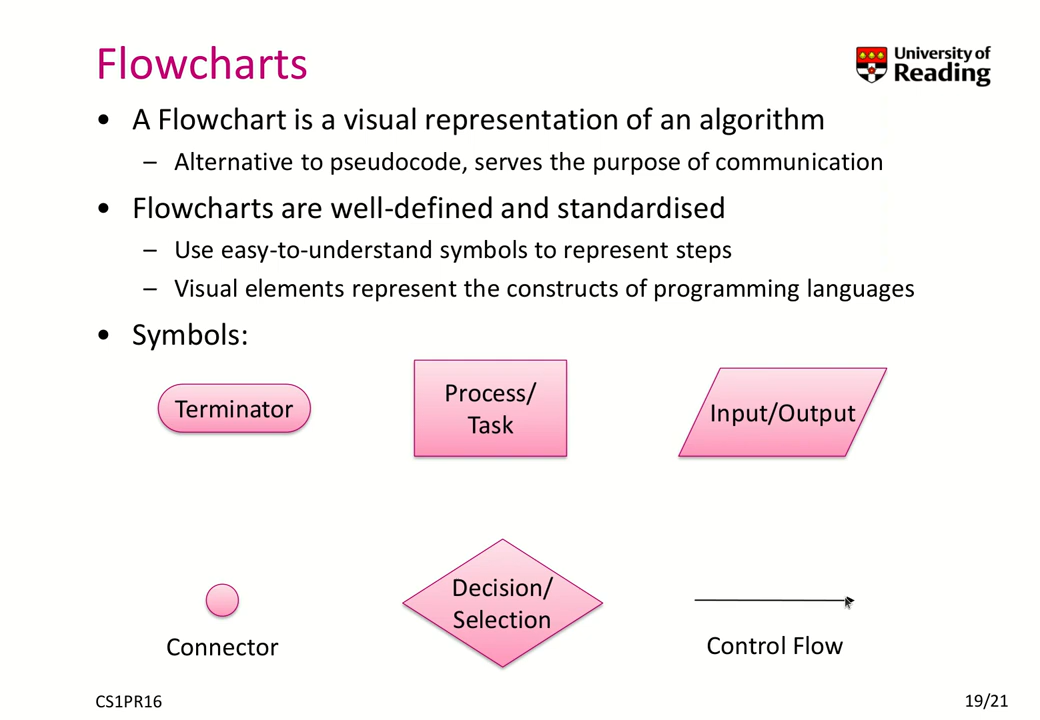 Flowcharts
University of
Reading
• A Flowchart is a visual representation of an algorithm
– Alternative to pseudocode, serves the purpose of communication
• Flowcharts are well-defined and standardised
– Use easy-to-understand symbols to represent steps
– Visual elements represent the constructs of programming languages
• Symbols:
Terminator
Process/
Task
Input/Output
Connector
Decision/
Selection
Control Flow
CS1PR16
19/21